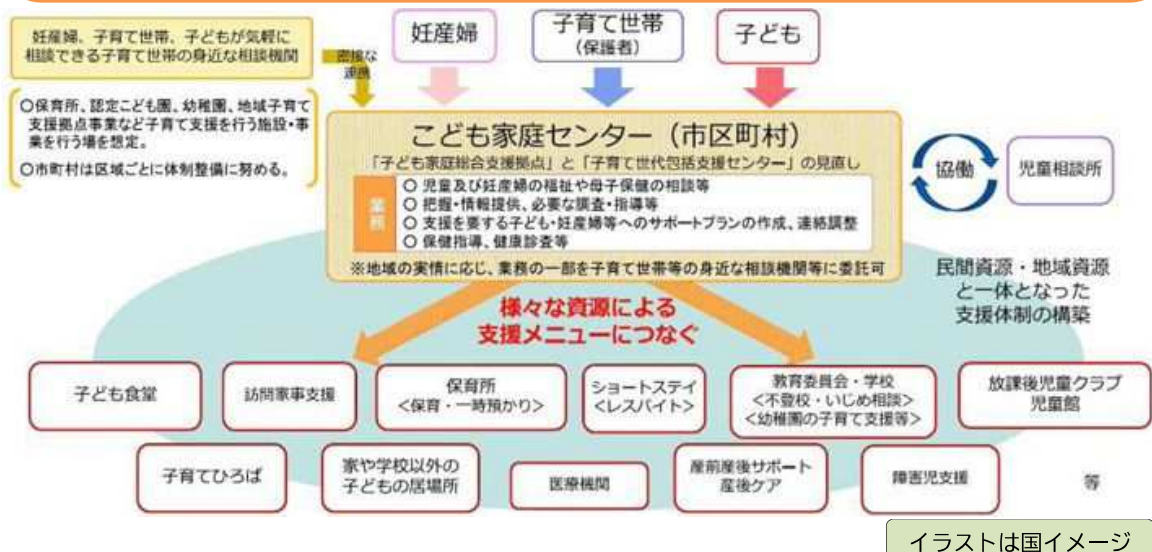 妊産婦、子育て世帯、子どもが気軽に
相談できる子育て世帯の身近な相談機関
○保育所、認定こども園、幼稚園、地域子育て
支援拠点事業など子育て支援を行う施設・事
業を行う場を想定。
○市町村は区域ごとに体制整備に努める。
密接な
連携
妊産婦
子育て世帯
(保護者)
子ども
こども家庭センター（市区町村）
「子ども家庭総合支援拠点」と「子育て世代包括支援センター」の見直し
業務
○ 児童及び妊産婦の福祉や母子保健の相談等
○ 把握・情報提供、必要な調査・指導等
○ 支援を要する子ども・妊産婦等へのサポートプランの作成、連絡調整
○ 保健指導、健康診査等
※地域の実情に応じ、業務の一部を子育て世帯等の身近な相談機関等に委託可
協働
児童相談所
民間資源・地域資源
と一体となった
支援体制の構築
様々な資源による
支援メニューにつなぐ
子ども食堂
訪問家事支援
保育所
<保育・一時預かり>
ショートステイ
<レスパイト>
教育委員会・学校
<不登校・いじめ相談>
<幼稚園の子育て支援等>
放課後児童クラブ
児童館
子育てひろば
家や学校以外の
子どもの居場所
医療機関
産前産後サポート
産後ケア
障害児支援
等
イラストは国イメージ